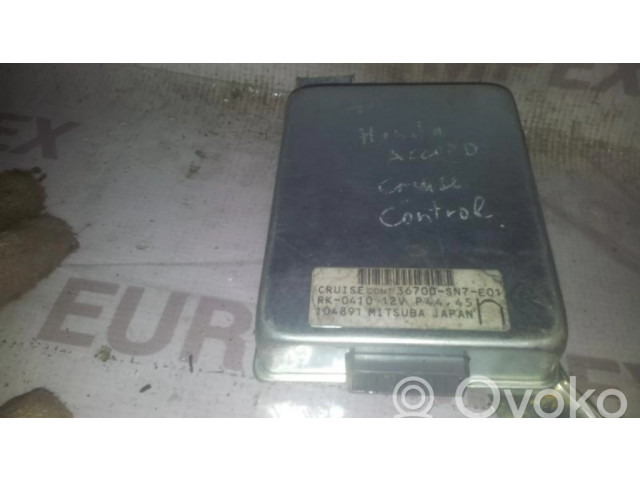 Honda
Accord
Cruise
Control.
CRUISE CONT 36700-SN7-E01
RK-0410 12V P44,45
104891 MITSUBA JAPAN
n
EUR
ovoko